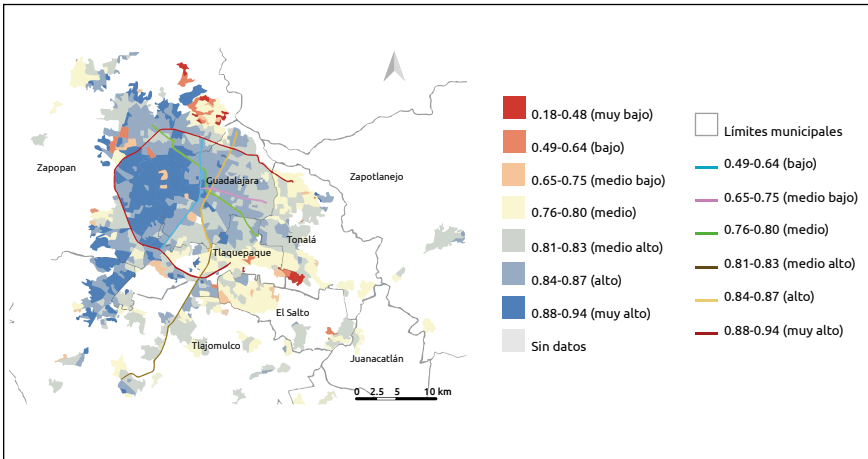 0.18-0.48 (muy bajo)
0.49-0.64 (bajo)
0.65-0.75 (medio bajo)
0.76-0.80 (medio)
0.81-0.83 (medio alto)
0.84-0.87 (alto)
0.88-0.94 (muy alto)
Sin datos
Límites municipales
0.49-0.64 (bajo)
0.65-0.75 (medio bajo)
0.76-0.80 (medio)
0.81-0.83 (medio alto)
0.84-0.87 (alto)
0.88-0.94 (muy alto)
Zapopan
Guadalajara
Zapotlanejo
Tonalá
Tlaquepaque
El Salto
Tlajomulco
Juanacatlán
0 2.5 5 10 km